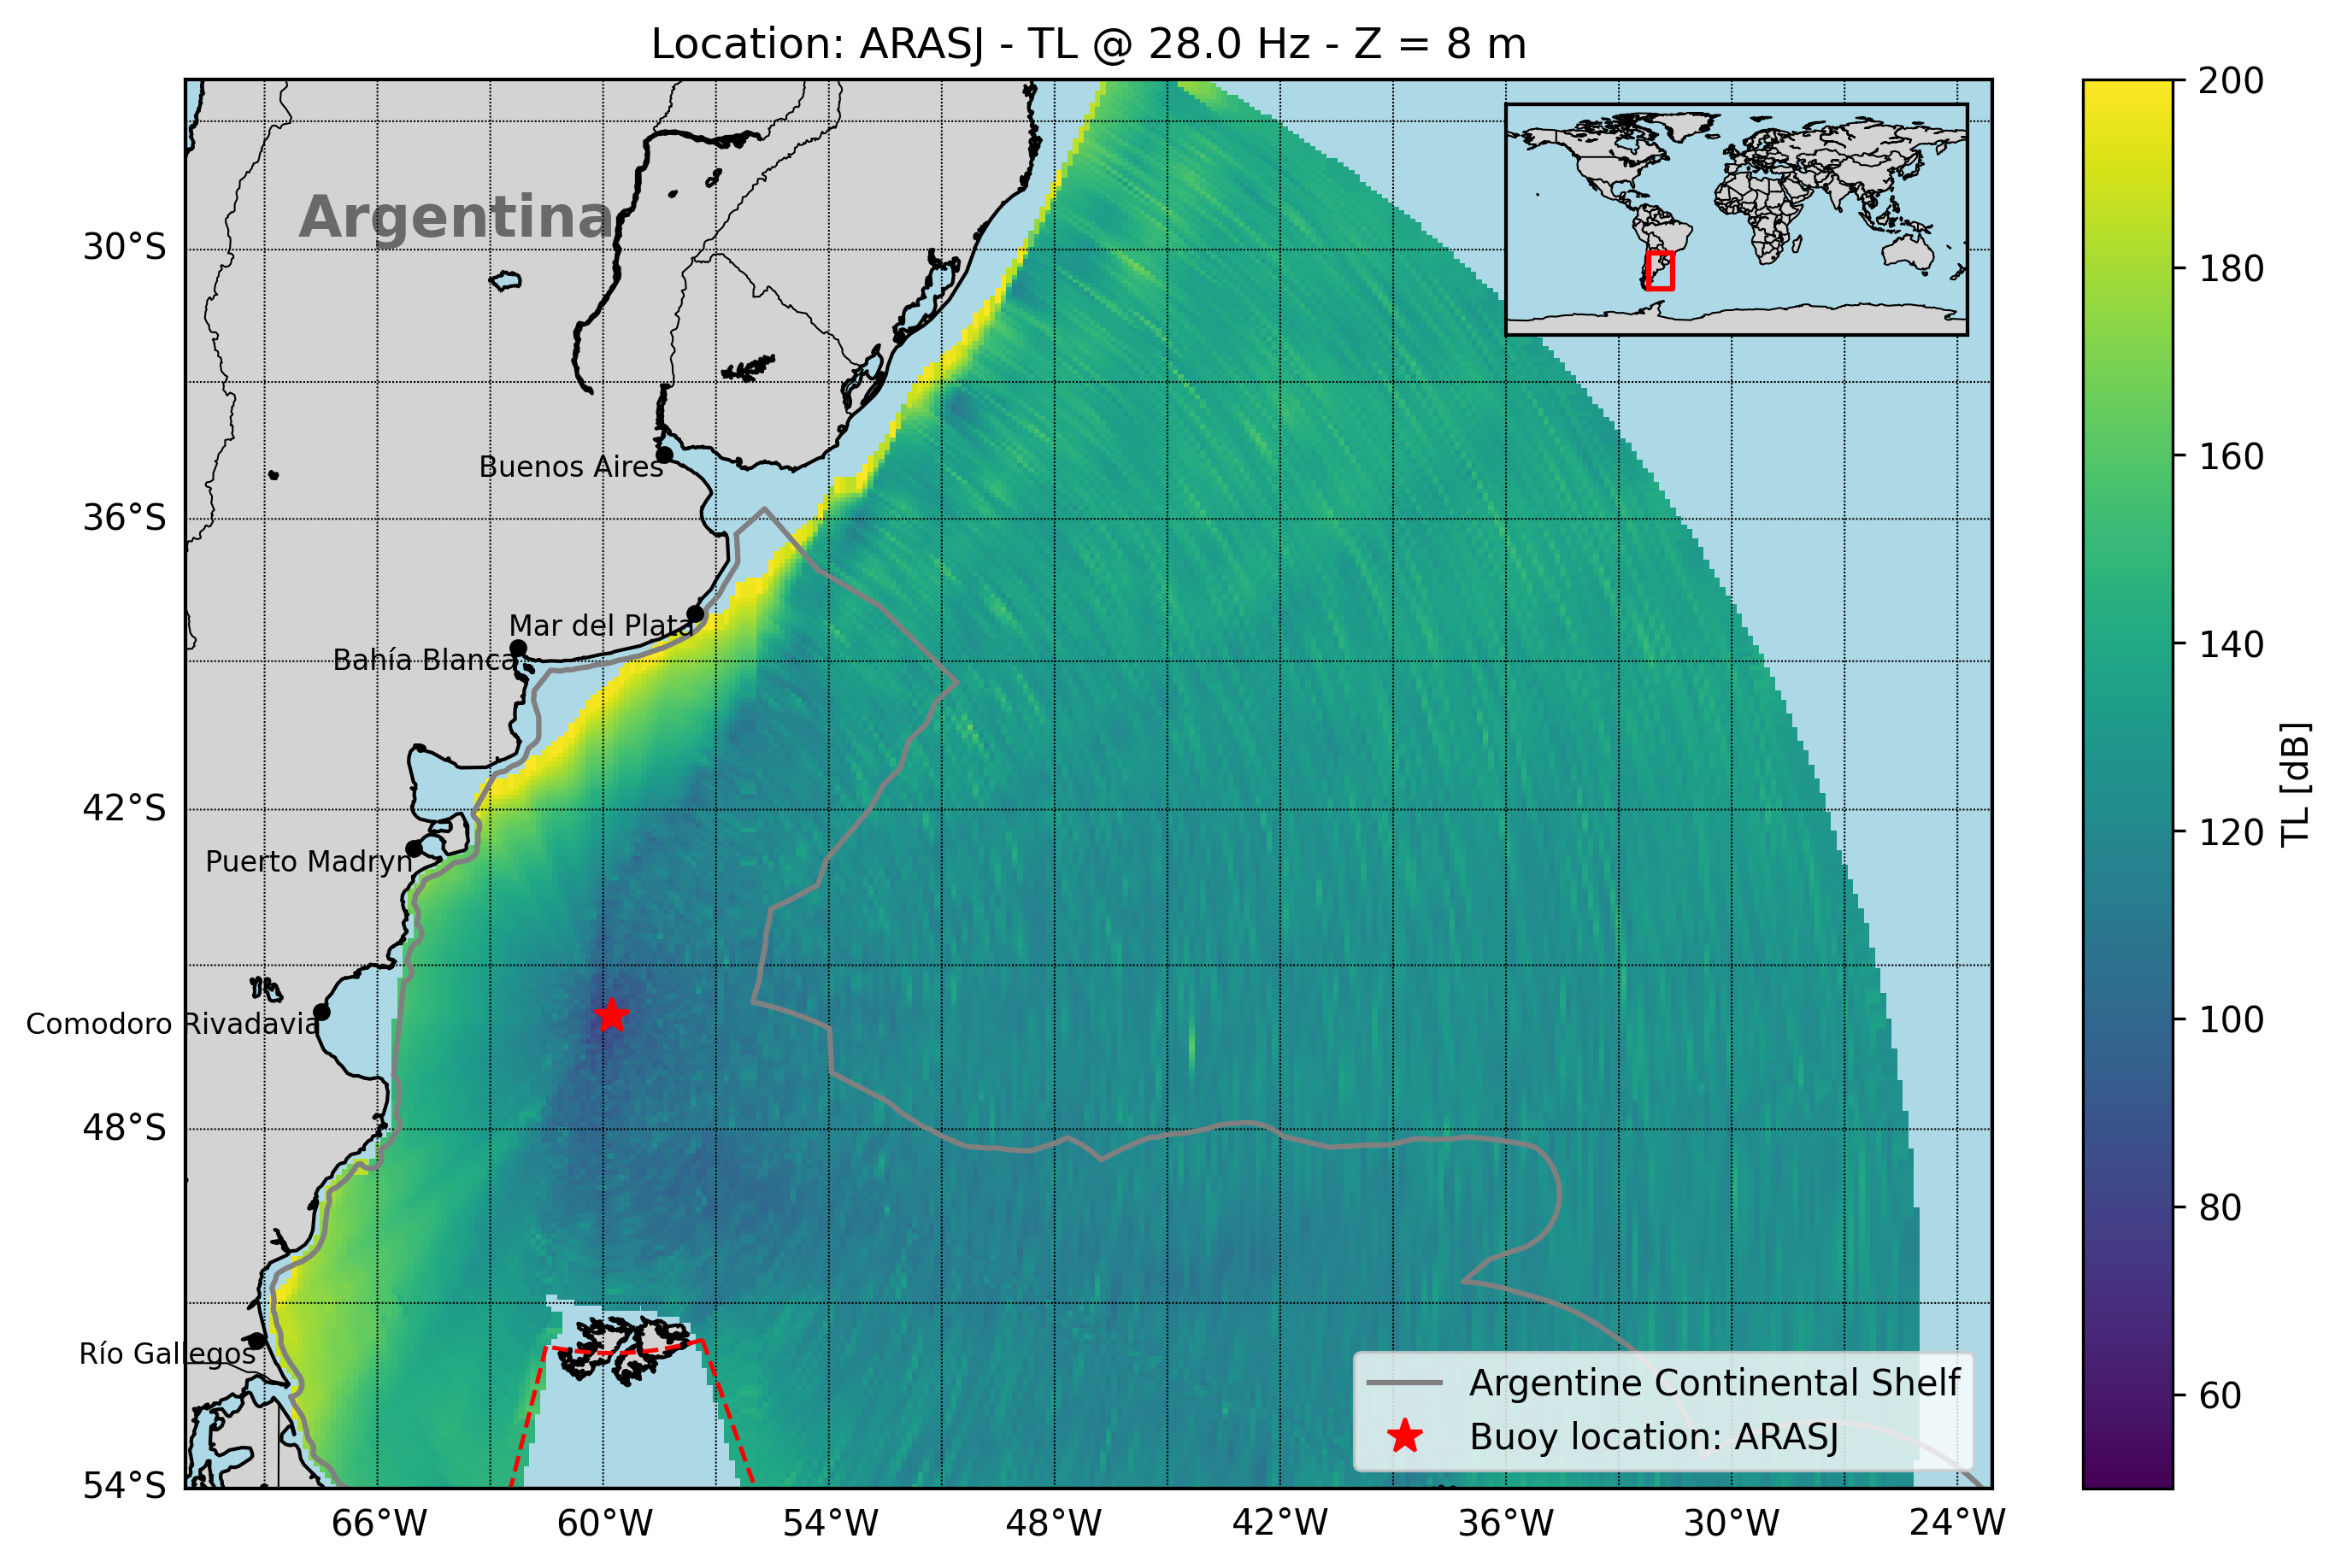 Location: ARASJ - TL @ 28.0 Hz - Z = 8 m
200
180
160
140
120
100
80
60
TL [dB]
30°S
36°S
42°S
48°S
54°S
Argentina
Buenos Aires
Mar del Plata
Bahía Blanca
Puerto Madryn
Comodoro Rivadavia
Río Gallegos
Argentine Continental Shelf
Buoy location: ARASJ
66°W
60°W
54°W
48°W
42°W
36°W
30°W
24°W